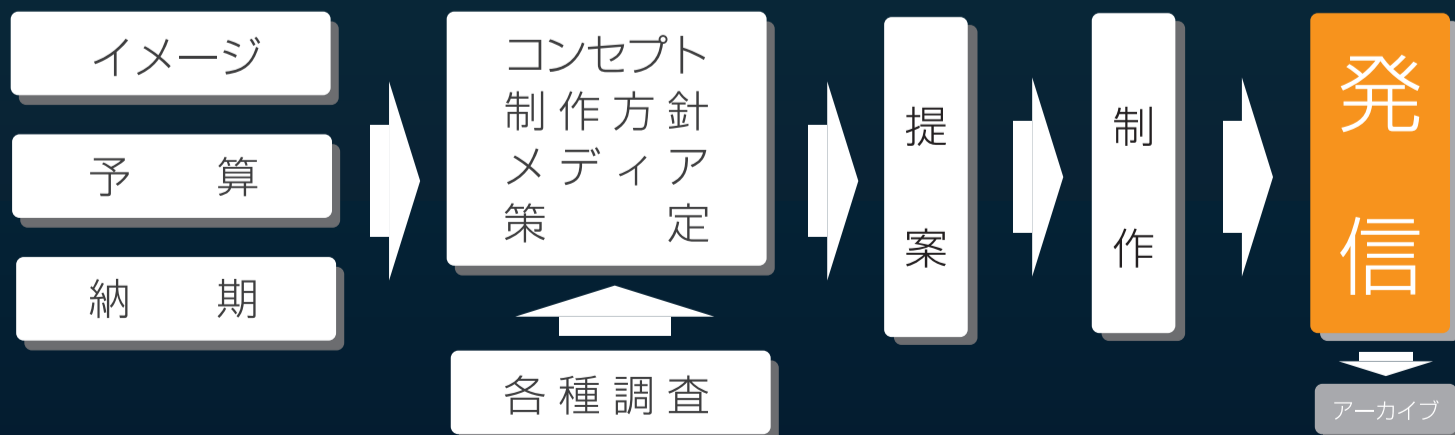 イメージ
予算
納期
コンセプト
制作方針
メディア
策定
各種調査
提案
制作
発信
アーカイブ